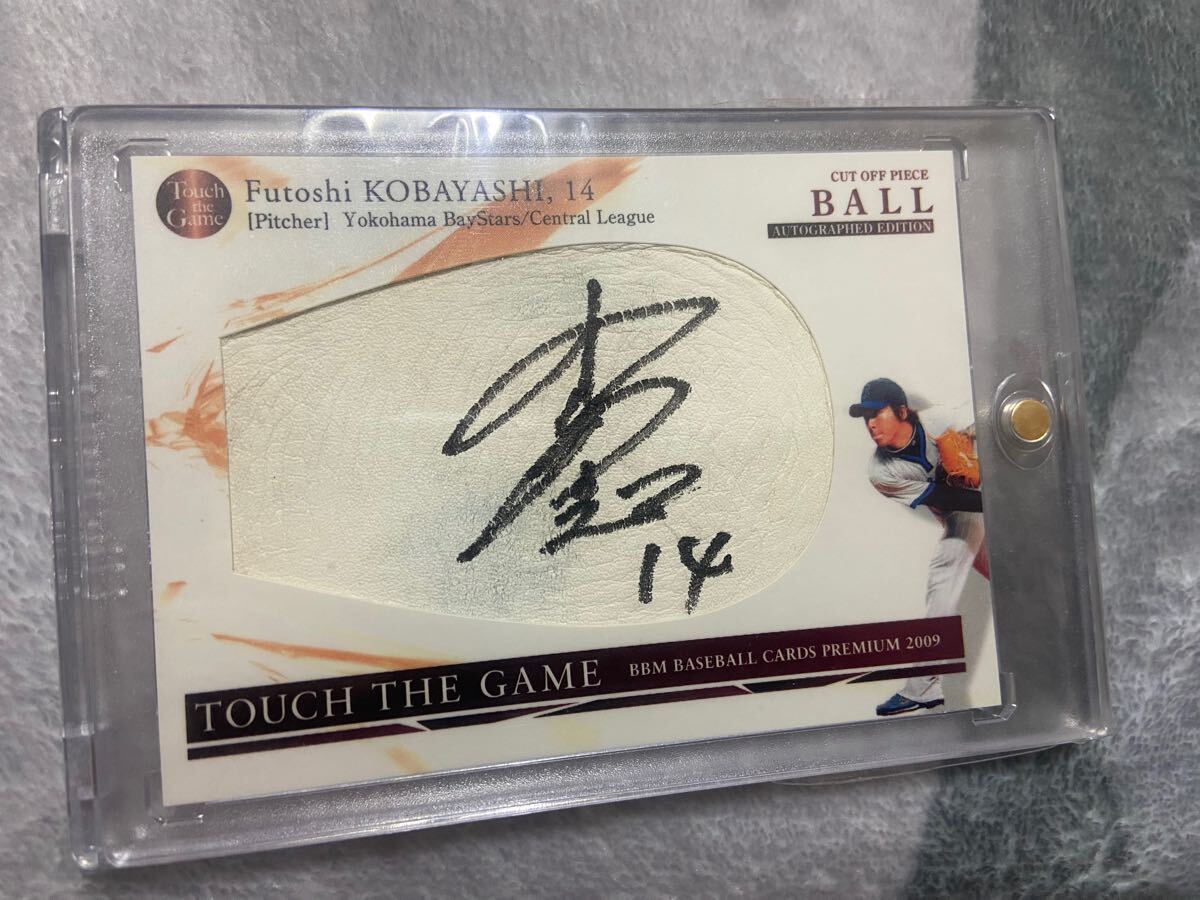 Touch
the
Game
Futoshi KOBAYASHI, 14
[Pitcher] Yokohama BayStars/Central League
CUT OFF PIECE
BALL
AUTOGRAPHED EDITION
14
TOUCH THE GAME
BBM BASEBALL CARDS PREMIUM 2009